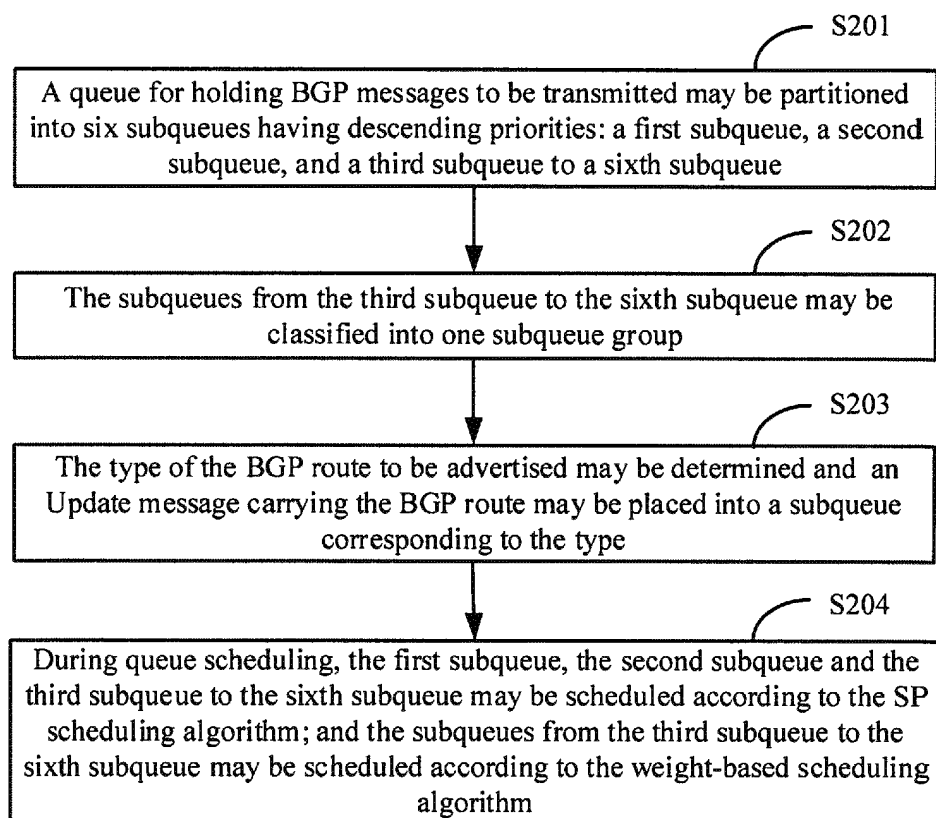 S201
A queue for holding BGP messages to be transmitted may be partitioned
into six subqueues having descending priorities: a first subqueue, a second
subqueue, and a third subqueue to a sixth subqueue
S202
The subqueues from the third subqueue to the sixth subqueue may be
classified into one subqueue group
S203
The type of the BGP route to be advertised may be determined and an
Update message carrying the BGP route may be placed into a subqueue
corresponding to the type
S204
During queue scheduling, the first subqueue, the second subqueue and the
third subqueue to the sixth subqueue may be scheduled according to the SP
scheduling algorithm; and the subqueues from the third subqueue to the
sixth subqueue may be scheduled according to the weight-based scheduling
algorithm